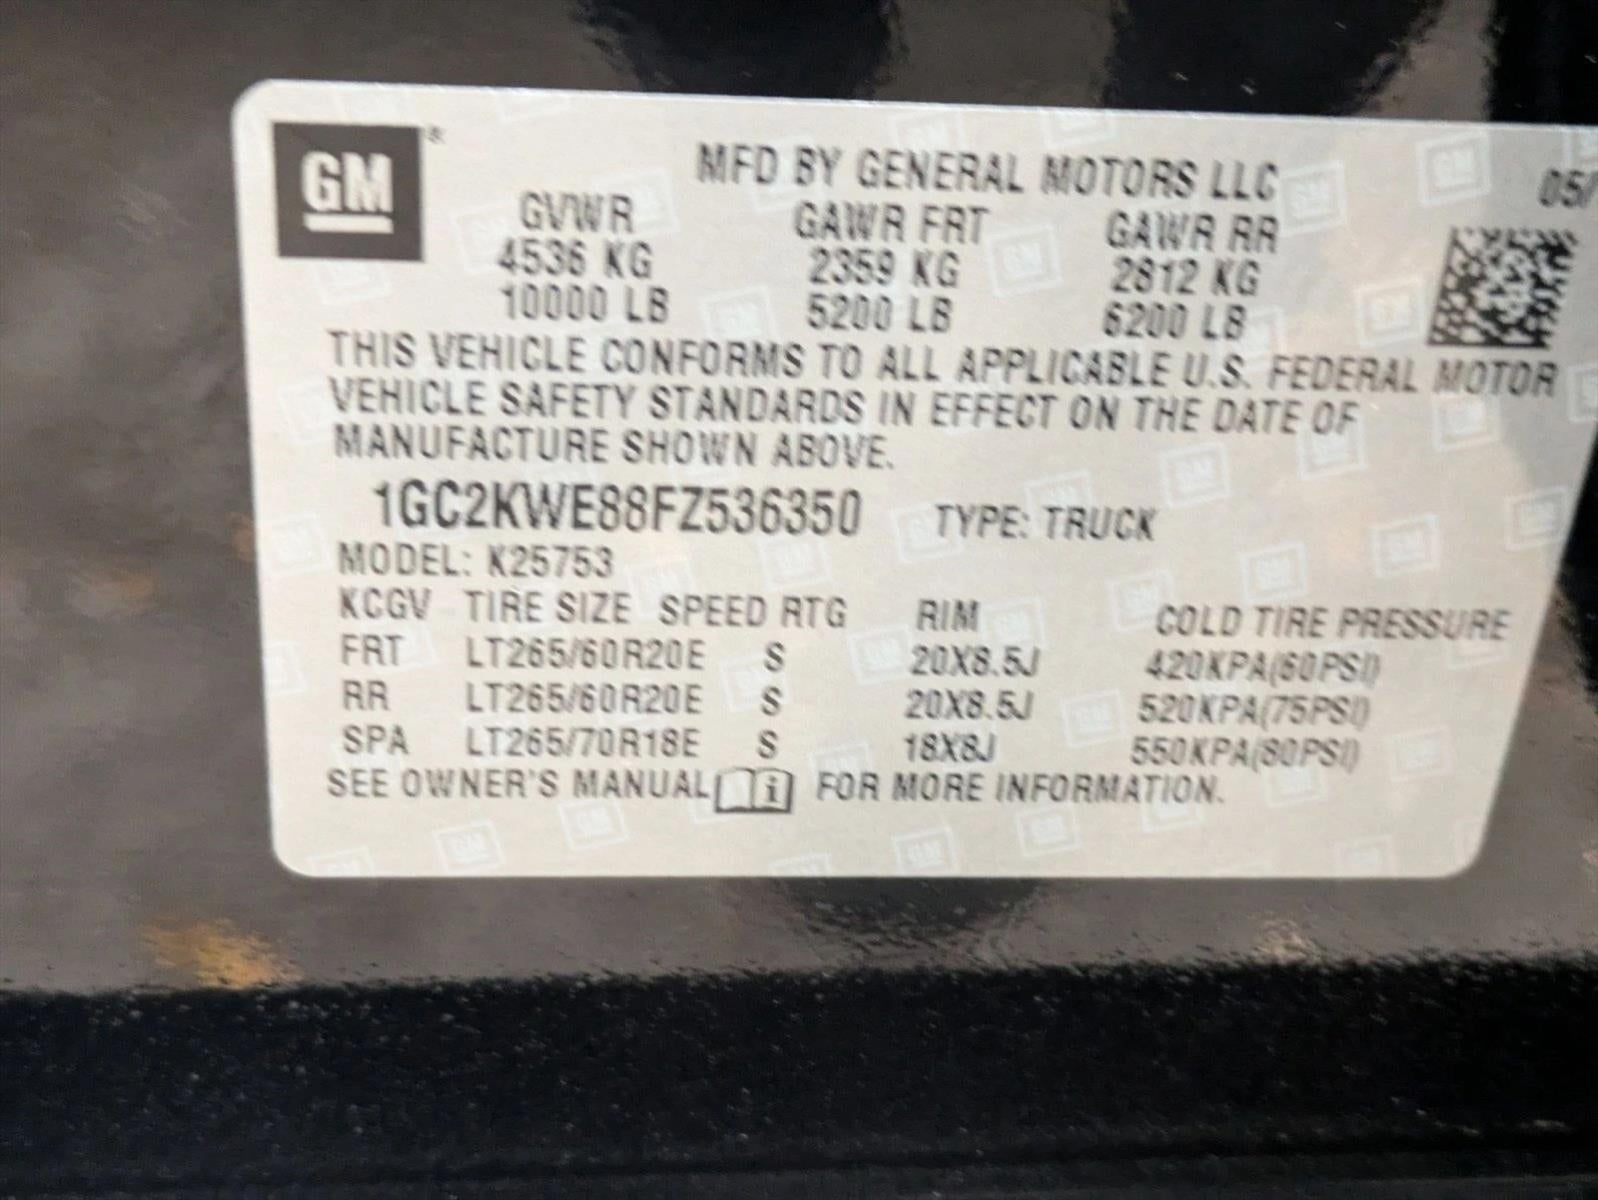 GM ®
MFD BY GENERAL MOTORS LLC 05/
GVWR GAWR FRT GAWR RR
4536 KG 2359 KG 2812 KG
10000 LB 5200 LB 6200 LB
THIS VEHICLE CONFORMS TO ALL APPLICABLE U.S. FEDERAL MOTOR
VEHICLE SAFETY STANDARDS IN EFFECT ON THE DATE OF
MANUFACTURE SHOWN ABOVE.
1GC2KWE88FZ536350 TYPE: TRUCK
MODEL: K25753
KCGV TIRE SIZE SPEED RTG RIM COLD TIRE PRESSURE
FRT LT265/60R20E S 20X8.5J 420KPA(60PSI)
RR LT265/60R20E S 20X8.5J 520KPA(75PSI)
SPA LT265/70R18E S 18X8J 550KPA(80PSI)
SEE OWNER'S MANUAL i FOR MORE INFORMATION.